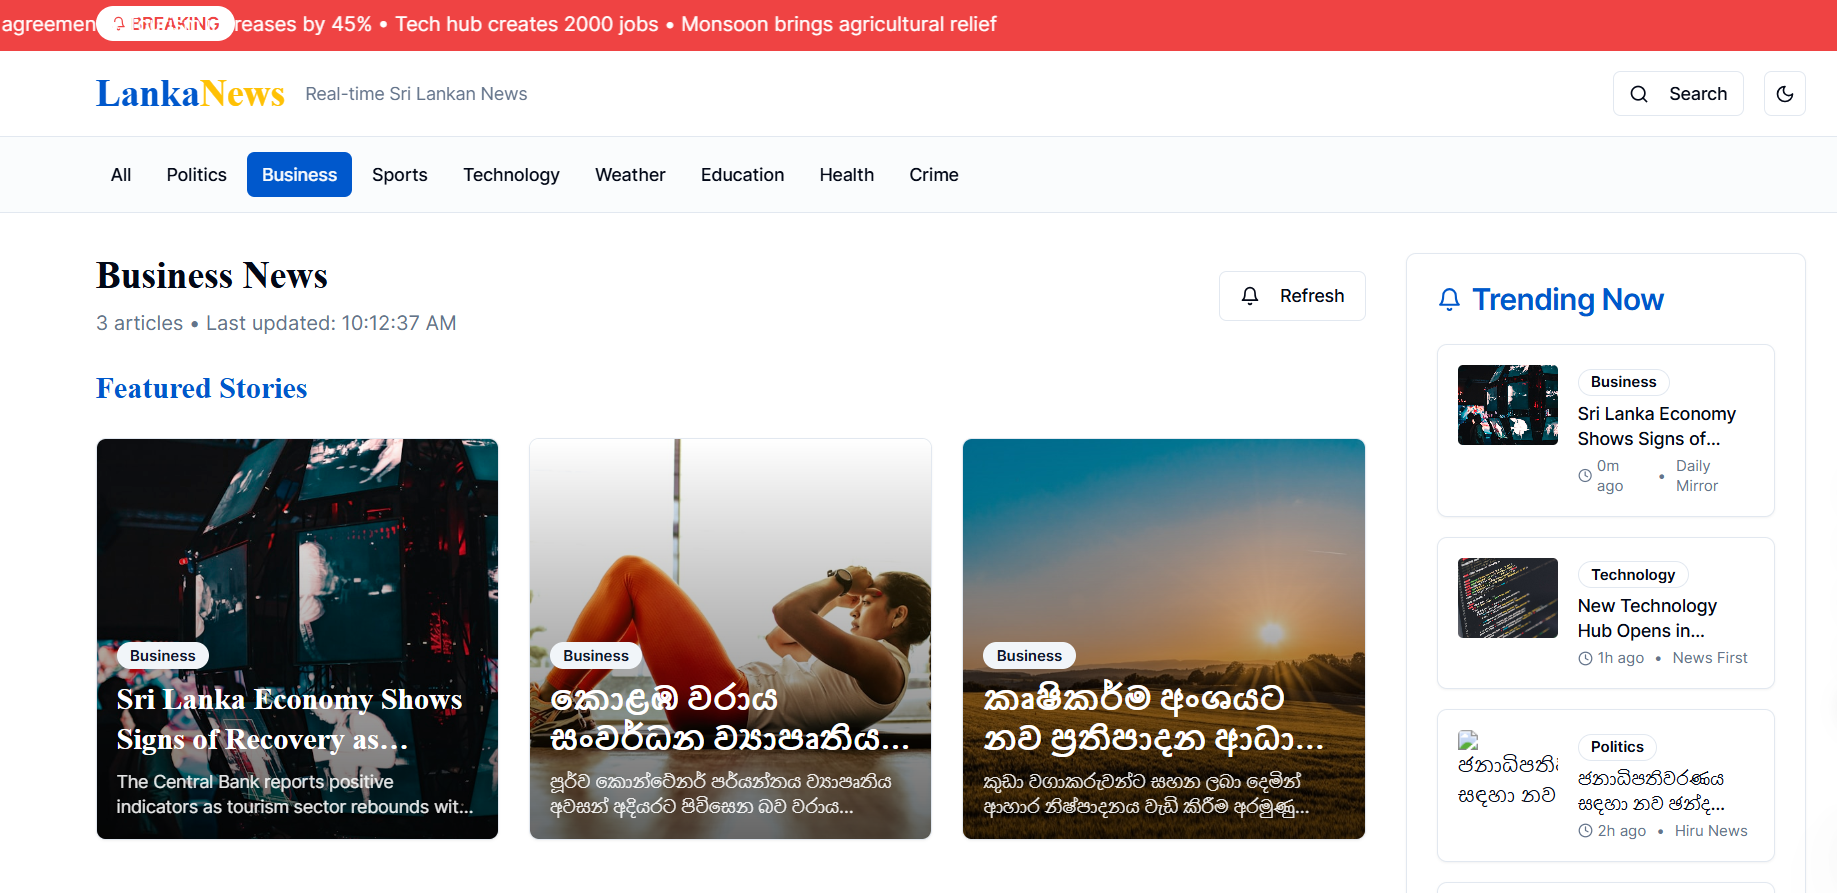 agreemen BREAKING reases by 45% • Tech hub creates 2000 jobs • Monsoon brings agricultural relief
LankaNews Real-time Sri Lankan News
Search
All Politics Business Sports Technology Weather Education Health Crime
Business News
3 articles • Last updated: 10:12:37 AM
Refresh
Featured Stories
Business
Sri Lanka Economy Shows
Signs of Recovery as...
The Central Bank reports positive
indicators as tourism sector rebounds wit...
Business
කොළඹ වරාය
සංවර්ධන ව්‍යාපෘතිය...
පූර්ව කොන්ටේනර් පර්යන්තය ව්‍යාපෘතිය
අවසන් අදියරට පිවිසෙන බව වරාය...
Business
කෘෂිකර්ම අංශයට
නව ප්‍රතිපාදන ආධා...
කුඩා වගාකරුවන්ට සහන ලබා දෙමින්
ආහාර නිෂ්පාදනය වැඩි කිරීම අරමුණු...
Trending Now
Business
Sri Lanka Economy
Shows Signs of...
0m
ago
•
Daily
Mirror
Technology
New Technology
Hub Opens in...
1h ago • News First
ජනාධිපති
සඳහා නව
Politics
ජනාධිපතිවරණය
සඳහා නව ඡන්ද...
2h ago • Hiru News